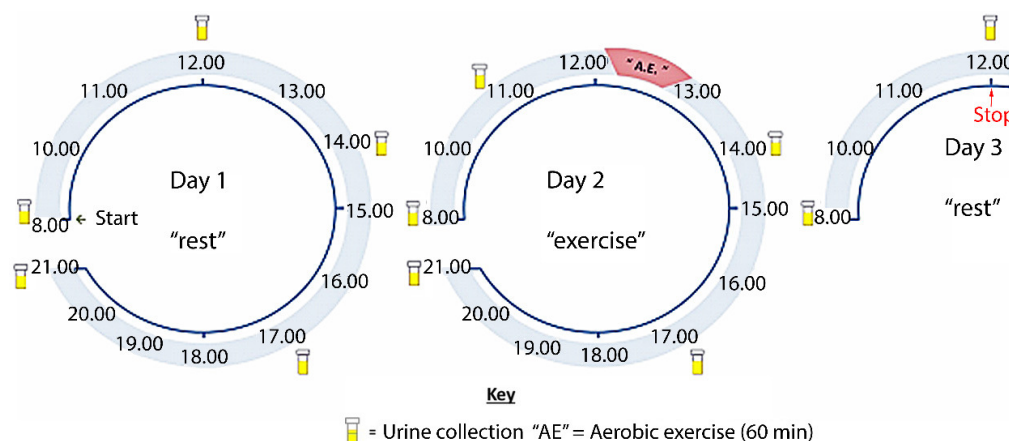 12.00
11.00
13.00
10.00
14.00
8.00
← Start
15.00
Day 1
“rest”
21.00
16.00
20.00
17.00
19.00
18.00
12.00
“A.E.”
11.00
13.00
10.00
14.00
8.00
15.00
Day 2
“exercise”
21.00
16.00
20.00
17.00
19.00
18.00
12.00
11.00
Stop
10.00
Day 3
8.00
“rest”
Key
= Urine collection “AE” = Aerobic exercise (60 min)